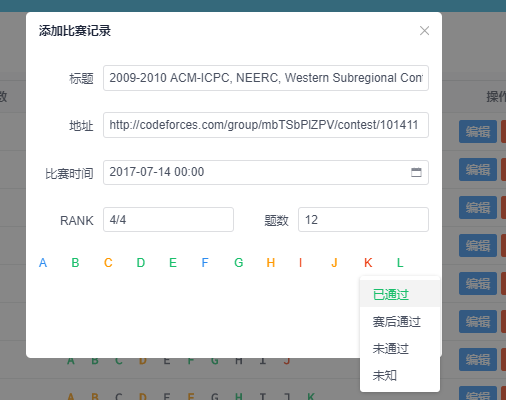 添加比赛记录
数
操作
标题 2009-2010 ACM-ICPC, NEERC, Western Subregional Con
编辑
地址 http://codeforces.com/group/mbTSbPlZPV/contest/101411
编辑
比赛时间 2017-07-14 00:00
编辑
RANK 4/4 题数 12
编辑
编辑
A B C D E F G H I J K L
编辑
已通过
赛后通过
编辑
未通过
A B C D E F G H I J
编辑
未知
A B C D E F G H I J K
编辑